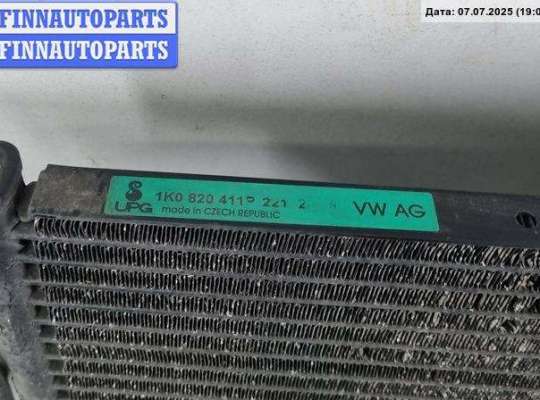 FINNAUTOPARTS
FINNAUTOPARTS
Дата: 07.07.2025 (19:0
1K0 820 411P 221 2
VW AG
UPG made in CZECH REPUBLIC